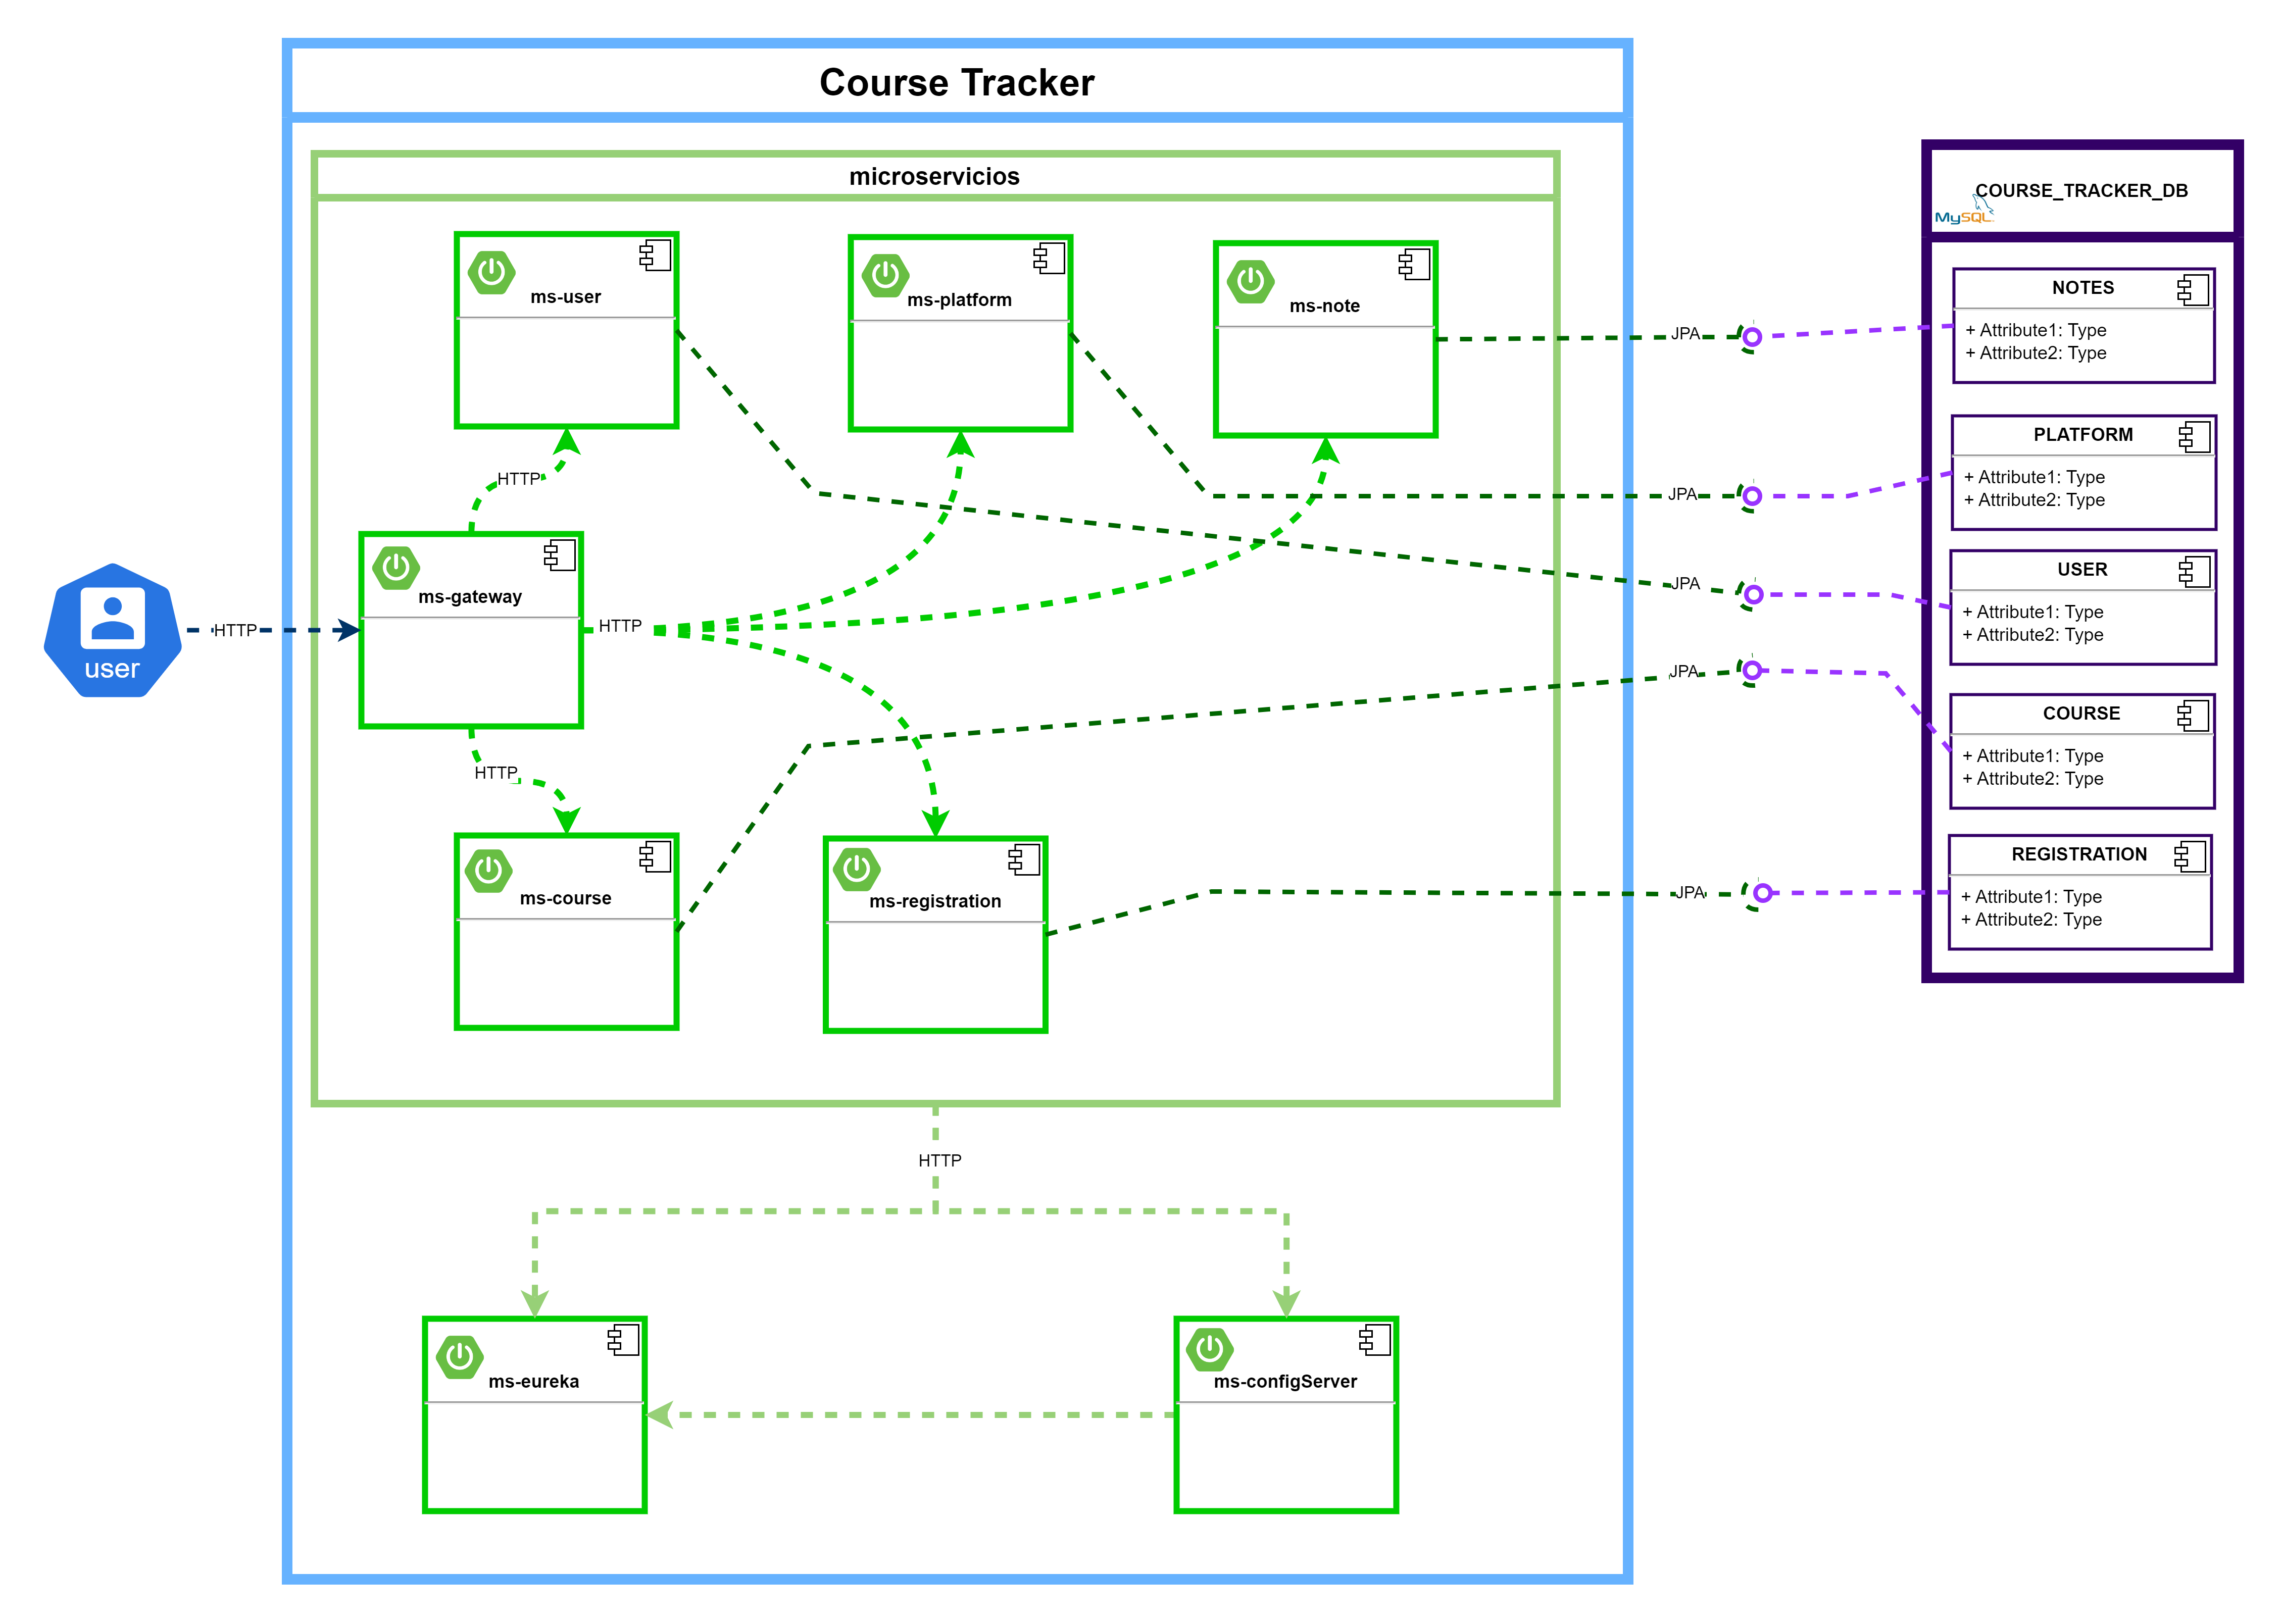 Course Tracker
microservicios
ms-user
ms-platform
ms-note
HTTP
ms-gateway
HTTP
user
HTTP
HTTP
ms-course
ms-registration
JPA
JPA
JPA
JPA
JPA
COURSE_TRACKER_DB
MySQL
NOTES
+ Attribute1: Type
+ Attribute2: Type
PLATFORM
+ Attribute1: Type
+ Attribute2: Type
USER
+ Attribute1: Type
+ Attribute2: Type
COURSE
+ Attribute1: Type
+ Attribute2: Type
REGISTRATION
+ Attribute1: Type
+ Attribute2: Type
HTTP
ms-eureka
ms-configServer